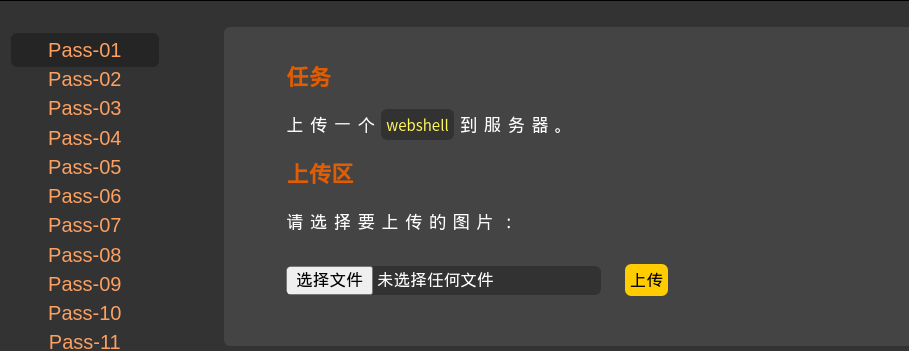 Pass-01
Pass-02
Pass-03
Pass-04
Pass-05
Pass-06
Pass-07
Pass-08
Pass-09
Pass-10
Pass-11
任务
上传一个 webshell 到服务器。
上传区
请选择要上传的图片：
选择文件 未选择任何文件 上传